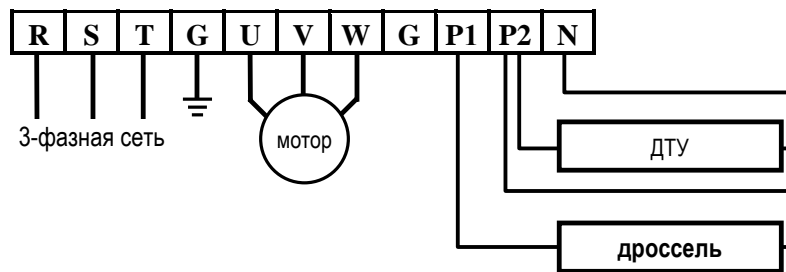 R S T G U V W G P1 P2 N
3-фазная сеть
мотор
ДТУ
дроссель